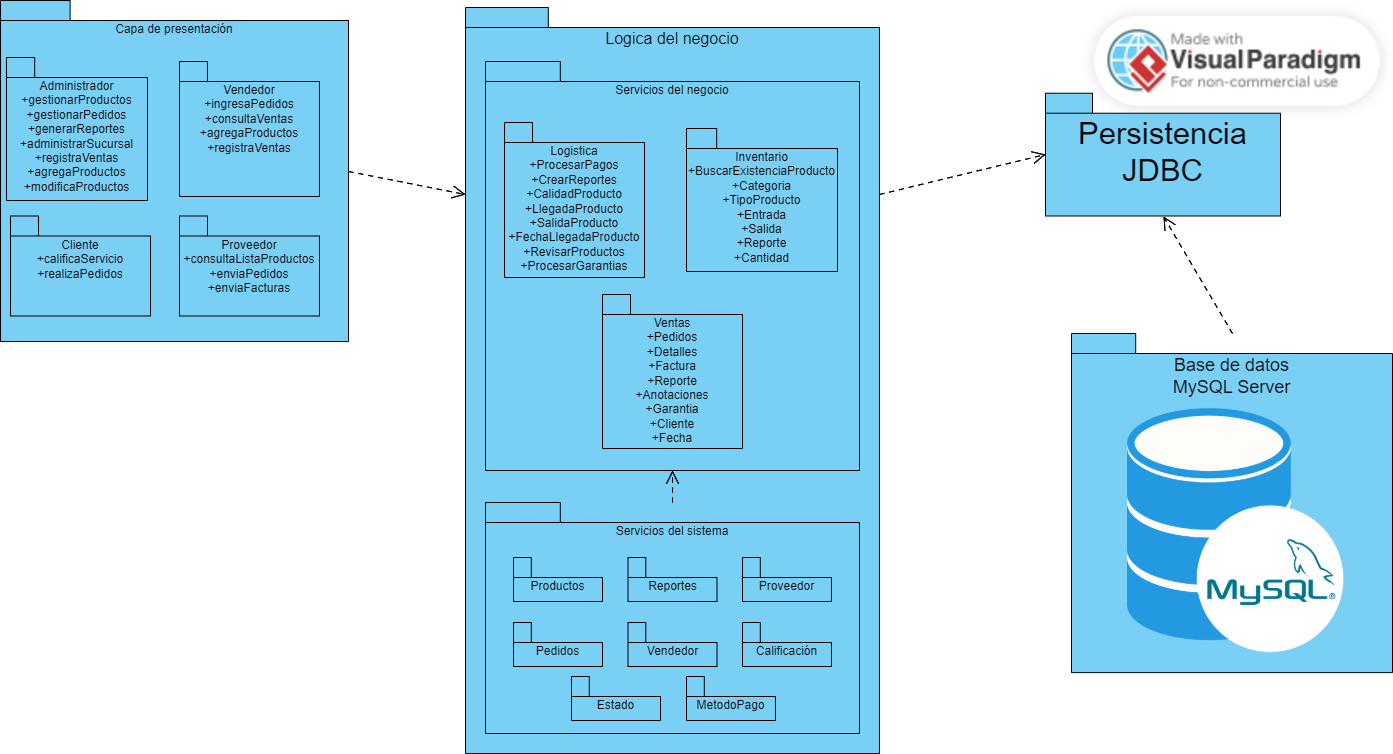 Capa de presentación
Administrador
+gestionarProductos
+gestionarPedidos
+generarReportes
+administrarSucursal
+registraVentas
+agregaProductos
+modificaProductos
Vendedor
+ingresaPedidos
+consultaVentas
+agregaProductos
+registraVentas
Cliente
+calificaServicio
+realizaPedidos
Proveedor
+consultaListaProductos
+enviaPedidos
+enviaFacturas
Logica del negocio
Servicios del negocio
Logistica
+ProcesarPagos
+CrearReportes
+CalidadProducto
+LlegadaProducto
+SalidaProducto
+FechaLlegadaProducto
+RevisarProductos
+ProcesarGarantias
Inventario
+BuscarExistenciaProducto
+Categoria
+TipoProducto
+Entrada
+Salida
+Reporte
+Cantidad
Ventas
+Pedidos
+Detalles
+Factura
+Reporte
+Anotaciones
+Garantia
+Cliente
+Fecha
Servicios del sistema
Productos
Reportes
Proveedor
Pedidos
Vendedor
Calificación
Estado
MetodoPago
Made with
VisualParadigm
For non-commercial use
Persistencia
JDBC
Base de datos
MySQL Server
MySQL®